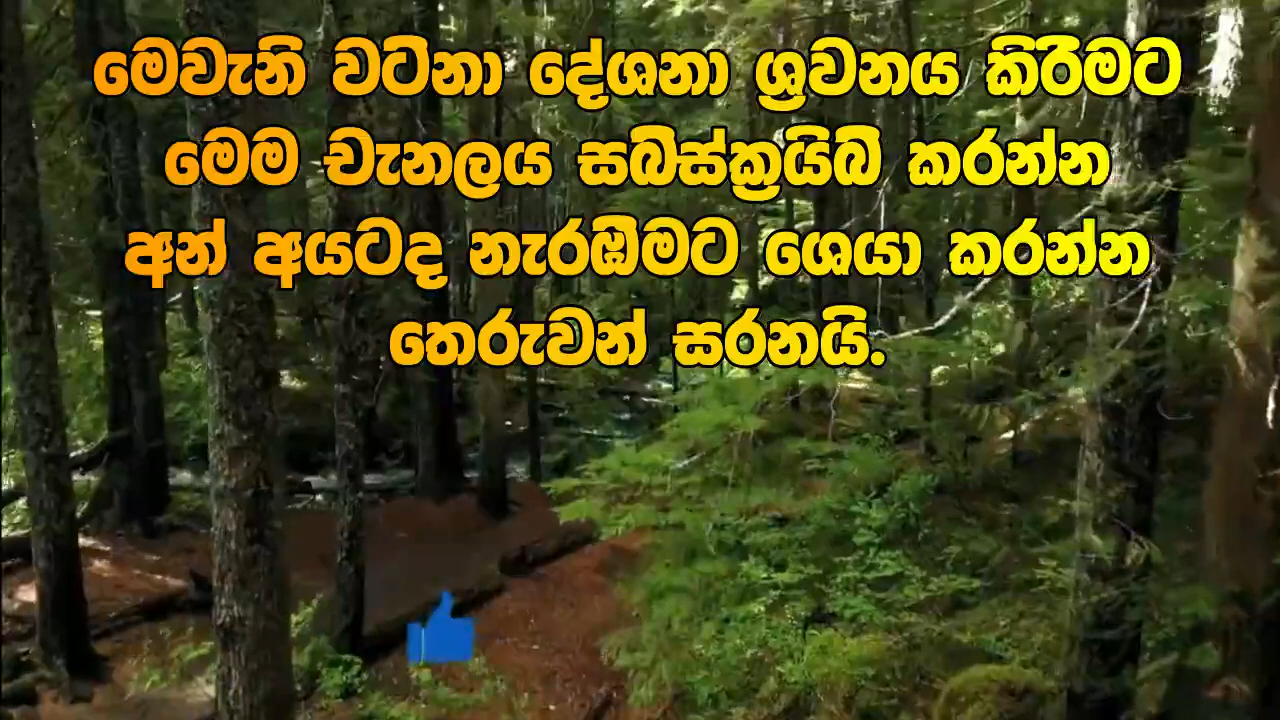 මෙවැනි වටිනා දේශනා ශ්‍රවනය කිරීමට
මෙම චැනලය සබ්ස්ක්‍රයිබ් කරන්න
අන් අයටද නැරඹීමට ශෙයා කරන්න
තෙරුවන් සරනයි.